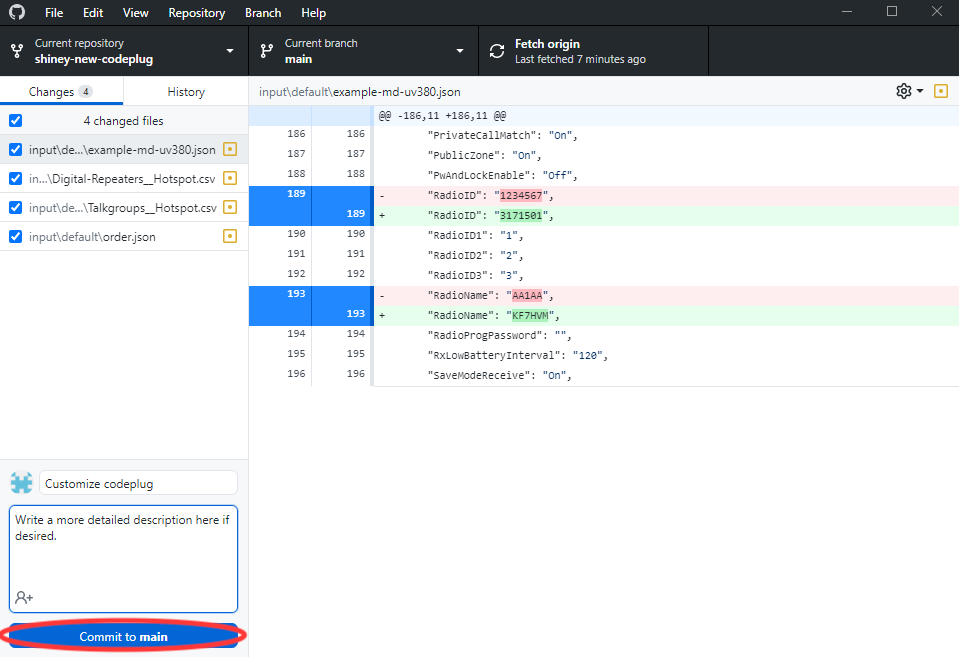 File Edit View Repository Branch Help
Current repository
shiney-new-codeplug
Current branch
main
Fetch origin
Last fetched 7 minutes ago
Changes 4
History
input\default\example-md-uv380.json
4 changed files
input\de...\example-md-uv380.json
in...\Digital-Repeaters__Hotspot.csv
input\de...\Talkgroups__Hotspot.csv
input\default\order.json
@@ -186,11 +186,11 @@
186 186 "PrivateCallMatch": "On",
187 187 "PublicZone": "On",
188 188 "PwAndLockEnable": "Off",
189 - "RadioID": "1234567",
189 + "RadioID": "3171501",
190 190 "RadioID1": "1",
191 191 "RadioID2": "2",
192 192 "RadioID3": "3",
193 - "RadioName": "AA1AA",
193 + "RadioName": "KF7HVM",
194 194 "RadioProgPassword": "",
195 195 "RxLowBatteryInterval": "120",
196 196 "SaveModeReceive": "On",
Customize codeplug
Write a more detailed description here if
desired.
Commit to main